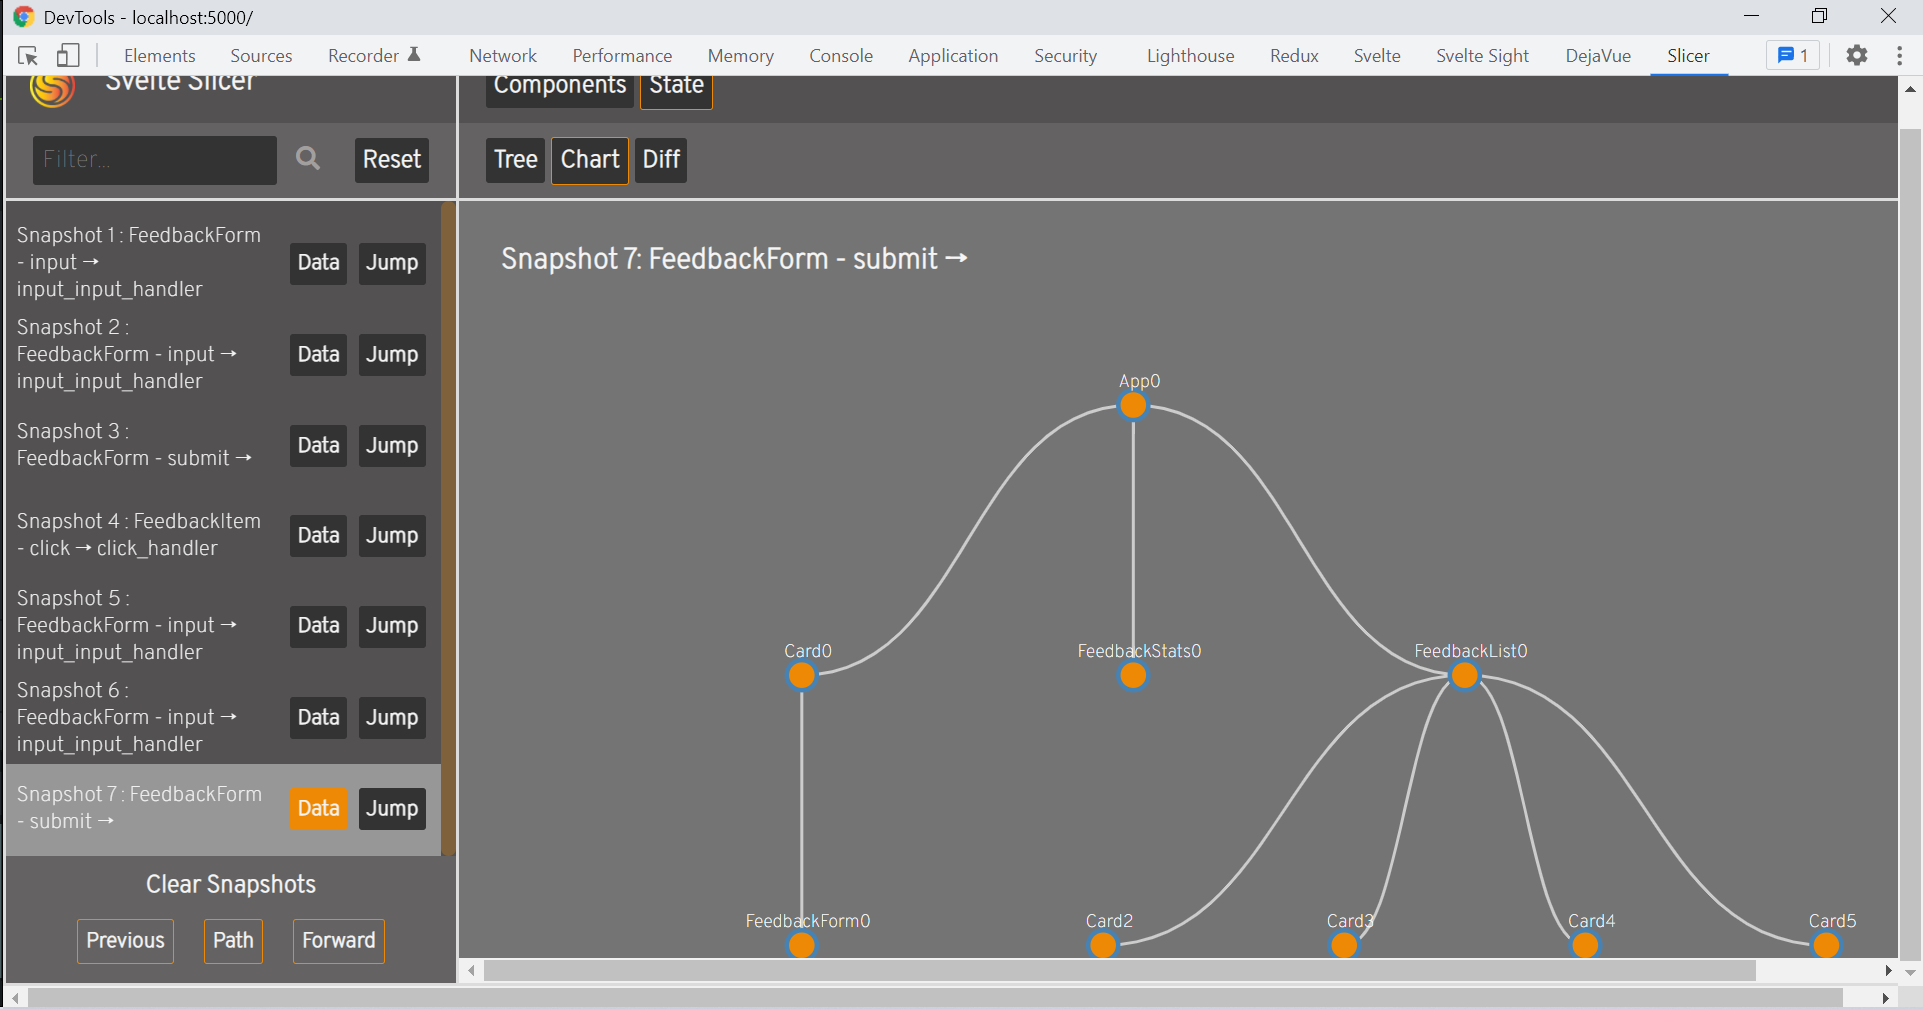 DevTools - localhost:5000/
Elements Sources Recorder Network Performance Memory Console Application Security Lighthouse Redux Svelte Svelte Sight DejaVue Slicer 1
Svelte Slicer
Components State
Filter... Reset
Tree Chart Diff
Snapshot 1 : FeedbackForm
- input →
input_input_handler
Data Jump
Snapshot 2 :
FeedbackForm - input →
input_input_handler
Data Jump
Snapshot 3 :
FeedbackForm - submit →
Data Jump
Snapshot 4 : FeedbackItem
- click → click_handler
Data Jump
Snapshot 5 :
FeedbackForm - input →
input_input_handler
Data Jump
Snapshot 6 :
FeedbackForm - input →
input_input_handler
Data Jump
Snapshot 7 : FeedbackForm
- submit →
Data Jump
Clear Snapshots
Previous Path Forward
Snapshot 7: FeedbackForm - submit →
App0
Card0 FeedbackStats0 FeedbackList0
FeedbackForm0 Card2 Card3 Card4 Card5